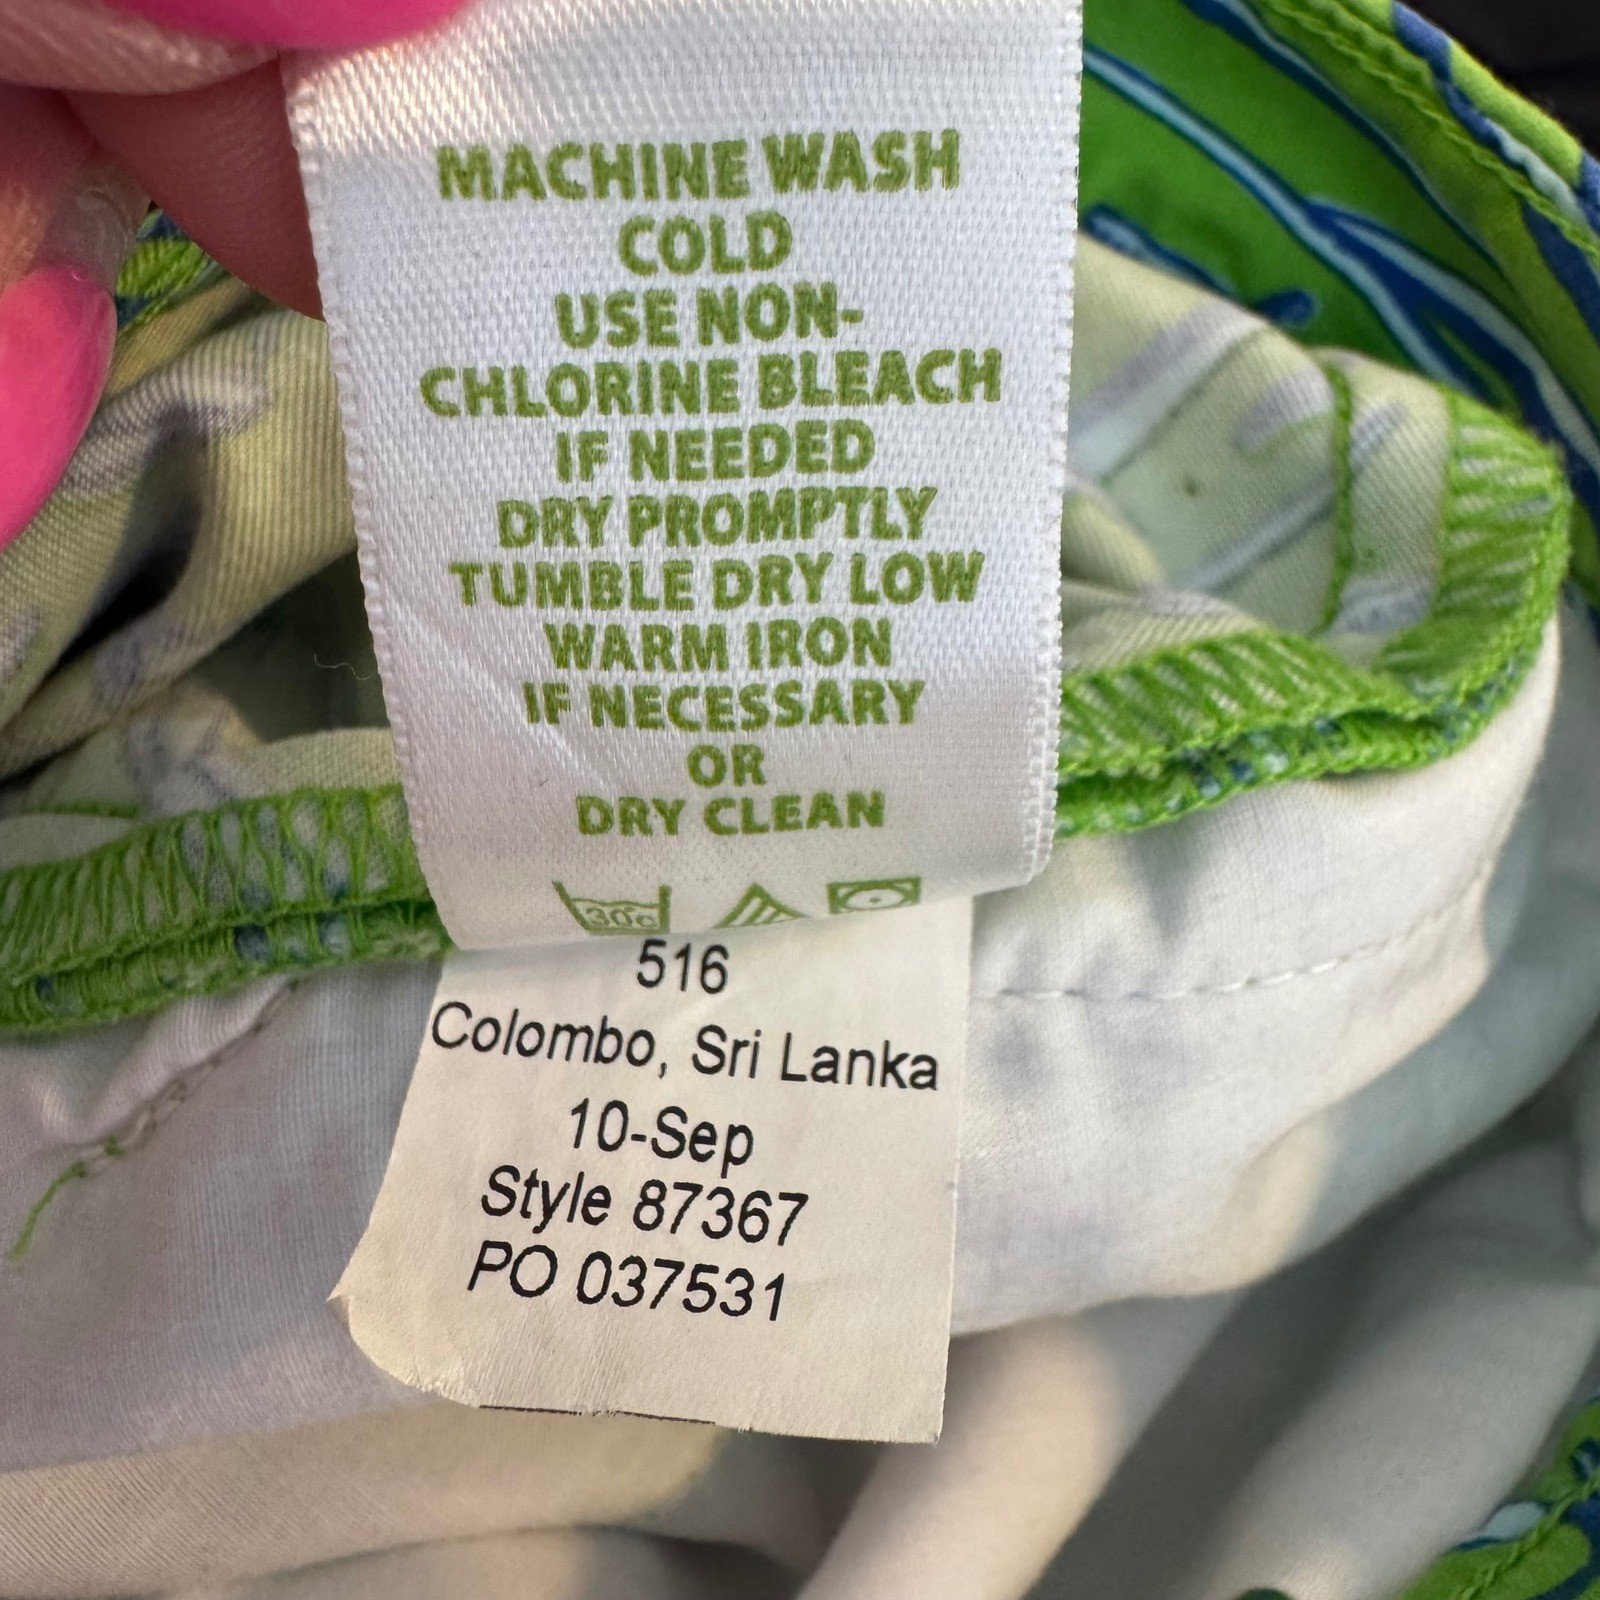 MACHINE WASH
COLD
USE NON-
CHLORINE BLEACH
IF NEEDED
DRY PROMPTLY
TUMBLE DRY LOW
WARM IRON
IF NECESSARY
OR
DRY CLEAN
30°c
516
Colombo, Sri Lanka
10-Sep
Style 87367
PO 037531